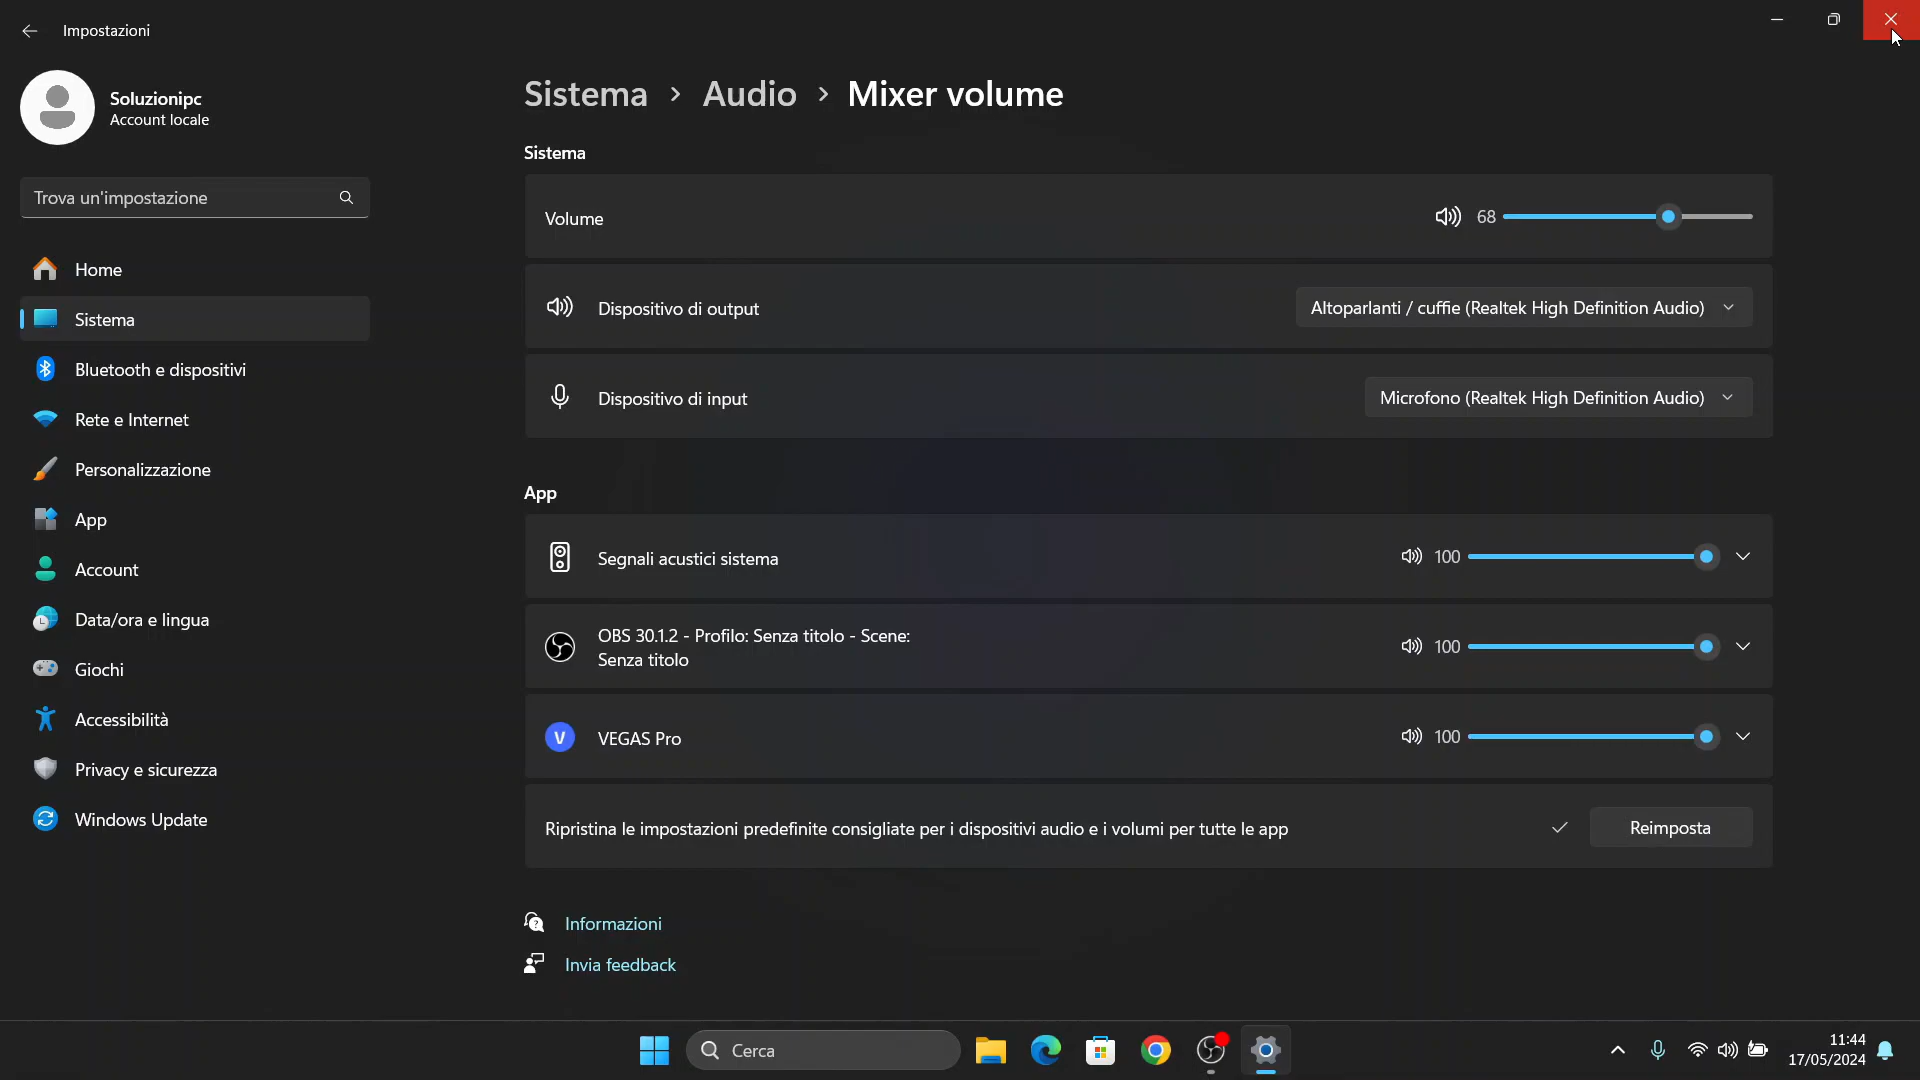 Impostazioni
Soluzionipc
Account locale
Trova un'impostazione
Home
Sistema
Bluetooth e dispositivi
Rete e Internet
Personalizzazione
App
Account
Data/ora e lingua
Giochi
Accessibilità
Privacy e sicurezza
Windows Update
Sistema > Audio > Mixer volume
Sistema
Volume
68
Dispositivo di output
Altoparlanti / cuffie (Realtek High Definition Audio)
Dispositivo di input
Microfono (Realtek High Definition Audio)
App
Segnali acustici sistema
100
OBS 30.1.2 - Profilo: Senza titolo - Scene:
Senza titolo
100
V
VEGAS Pro
100
Ripristina le impostazioni predefinite consigliate per i dispositivi audio e i volumi per tutte le app
Reimposta
Informazioni
Invia feedback
Cerca
11:44
17/05/2024